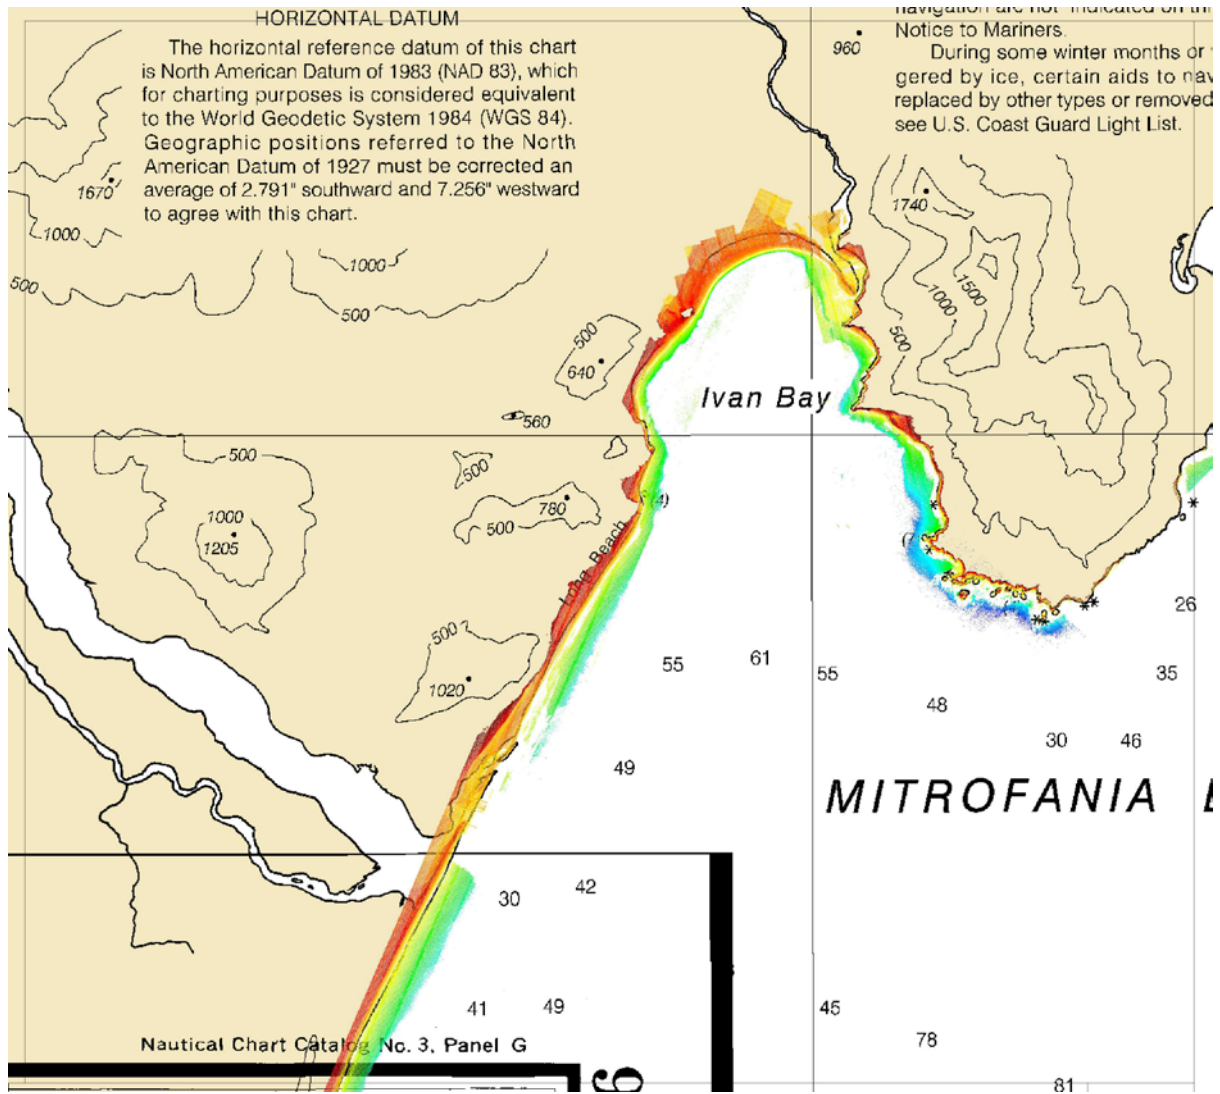 HORIZONTAL DATUM
The horizontal reference datum of this chart
is North American Datum of 1983 (NAD 83), which
for charting purposes is considered equivalent
to the World Geodetic System 1984 (WGS 84).
Geographic positions referred to the North
American Datum of 1927 must be corrected an
average of 2.791" southward and 7.256" westward
to agree with this chart.
navigation are not indicated on
Notice to Mariners.
During some winter months or
gered by ice, certain aids to
replaced by other types or removed
see U.S. Coast Guard Light List.
960
1670
1740
1000
1000
500
500
1500
1000
500
500
640
Ivan Bay
560
500
500
1000
1205
780
500
Long Beach
500
1020
26
55
61
55
35
48
30
46
49
MITROFANIA
30
42
41
49
45
78
Nautical Chart Catalog No. 3, Panel G
81
6